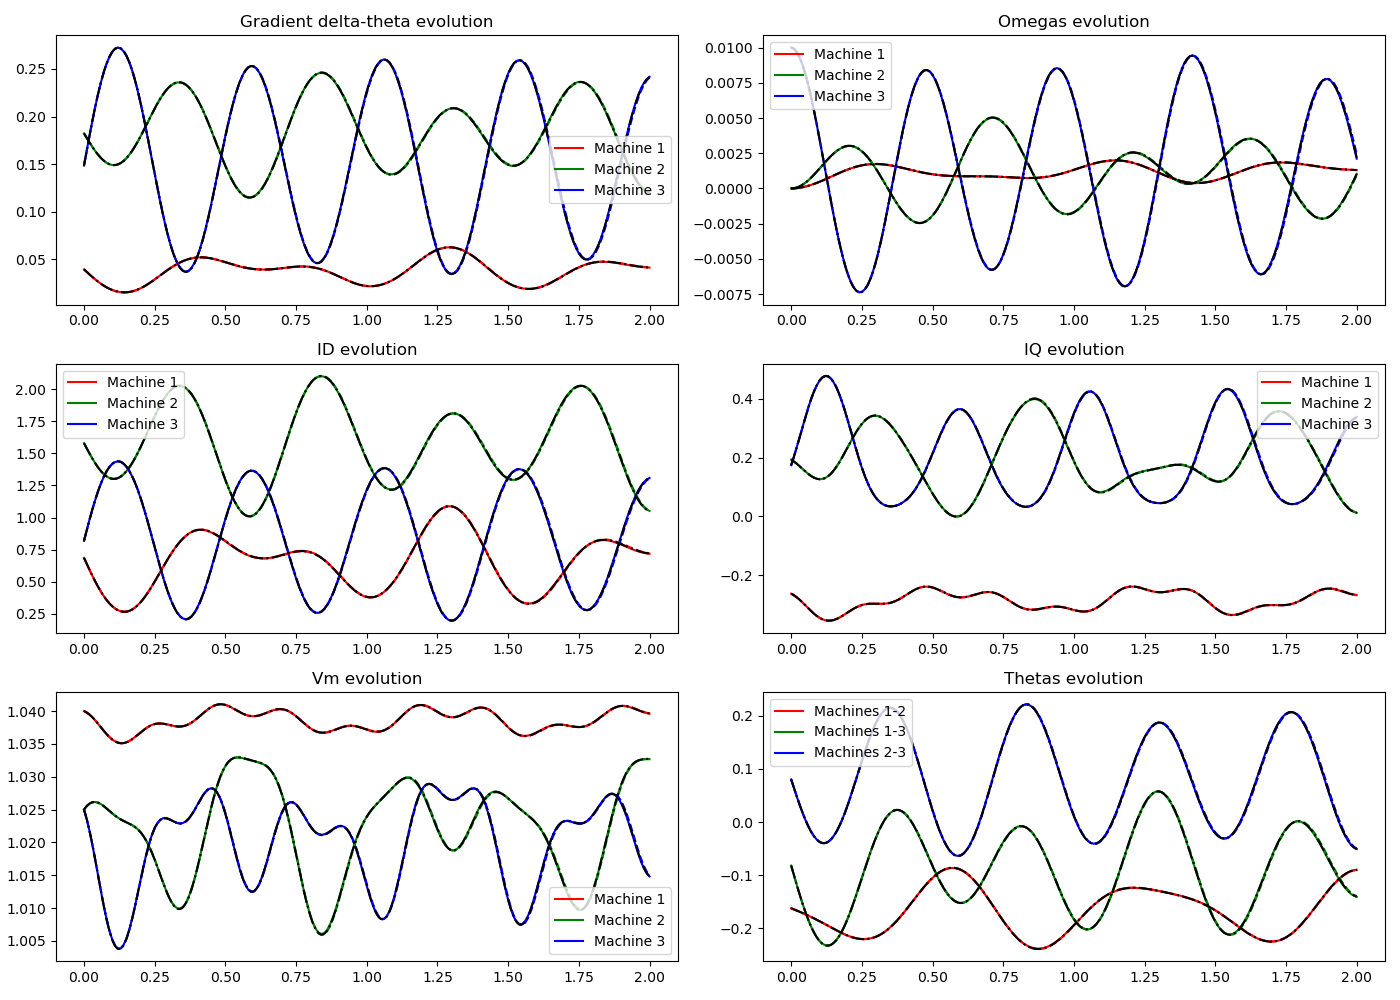 Gradient delta-theta evolution
0.25
0.20
0.15
0.10
0.05
Machine 1
Machine 2
Machine 3
0.00 0.25 0.50 0.75 1.00 1.25 1.50 1.75 2.00
Omegas evolution
0.0100
0.0075
0.0050
0.0025
0.0000
−0.0025
−0.0050
−0.0075
Machine 1
Machine 2
Machine 3
0.00 0.25 0.50 0.75 1.00 1.25 1.50 1.75 2.00
ID evolution
2.00
1.75
1.50
1.25
1.00
0.75
0.50
0.25
Machine 1
Machine 2
Machine 3
0.00 0.25 0.50 0.75 1.00 1.25 1.50 1.75 2.00
IQ evolution
0.4
0.2
0.0
−0.2
Machine 1
Machine 2
Machine 3
0.00 0.25 0.50 0.75 1.00 1.25 1.50 1.75 2.00
Vm evolution
1.040
1.035
1.030
1.025
1.020
1.015
1.010
1.005
Machine 1
Machine 2
Machine 3
0.00 0.25 0.50 0.75 1.00 1.25 1.50 1.75 2.00
Thetas evolution
0.2
0.1
0.0
−0.1
−0.2
Machines 1-2
Machines 1-3
Machines 2-3
0.00 0.25 0.50 0.75 1.00 1.25 1.50 1.75 2.00